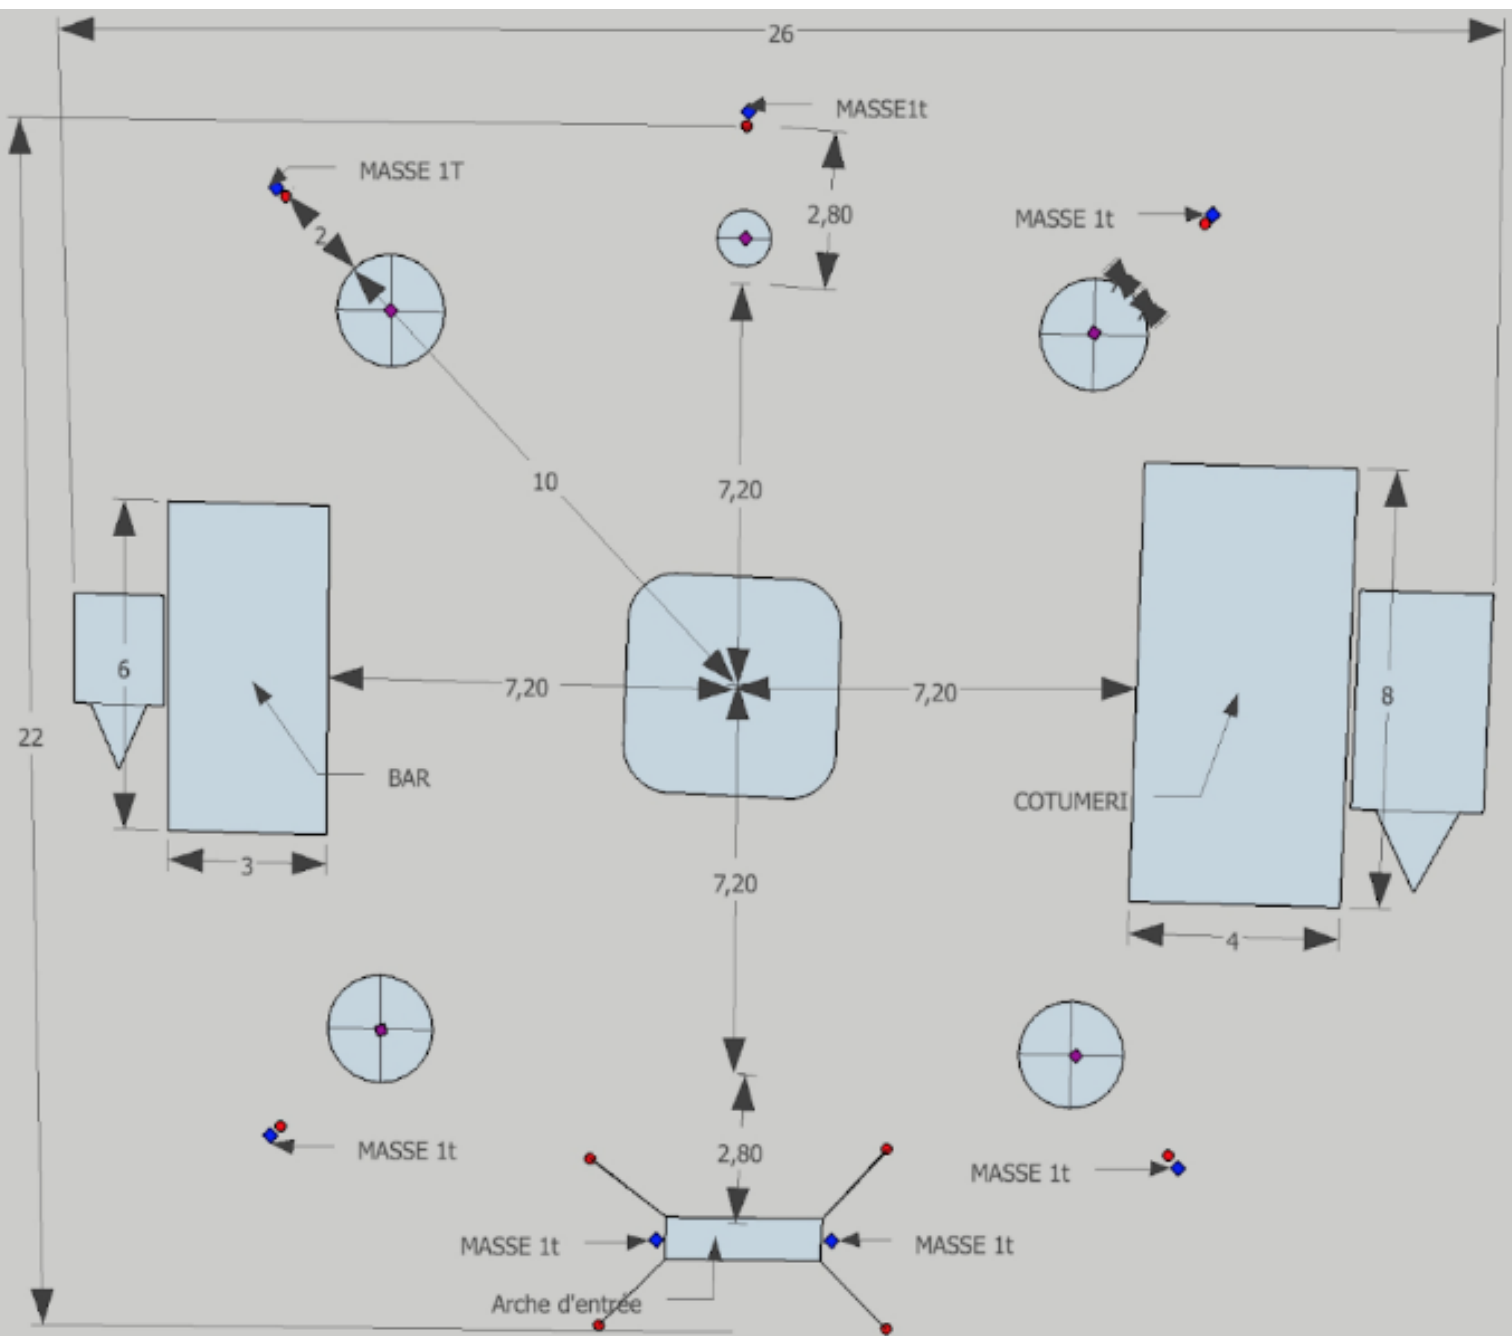 26
MASSE1t
MASSE 1T
2,80
MASSE 1t
2
10
7,20
6
7,20
7,20
8
22
BAR
COTUMERI
3
7,20
4
MASSE 1t
2,80
MASSE 1t
MASSE 1t
MASSE 1t
Arche d'entrée